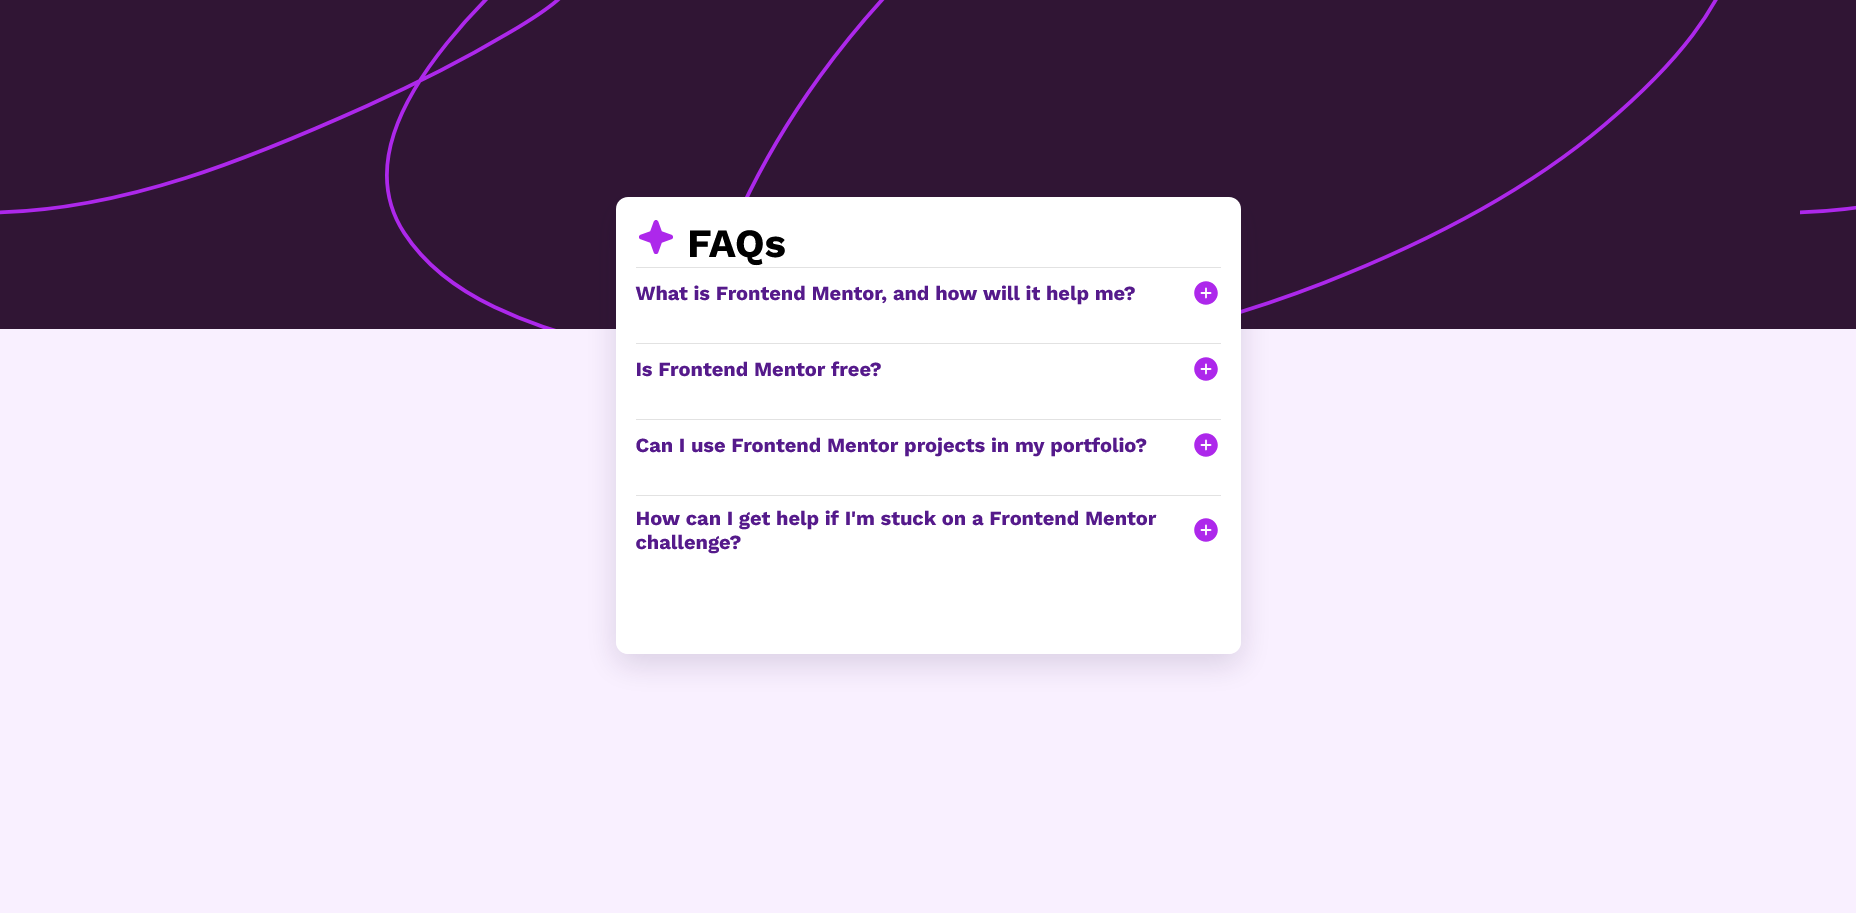 FAQs
What is Frontend Mentor, and how will it help me?
Is Frontend Mentor free?
Can I use Frontend Mentor projects in my portfolio?
How can I get help if I'm stuck on a Frontend Mentor
challenge?